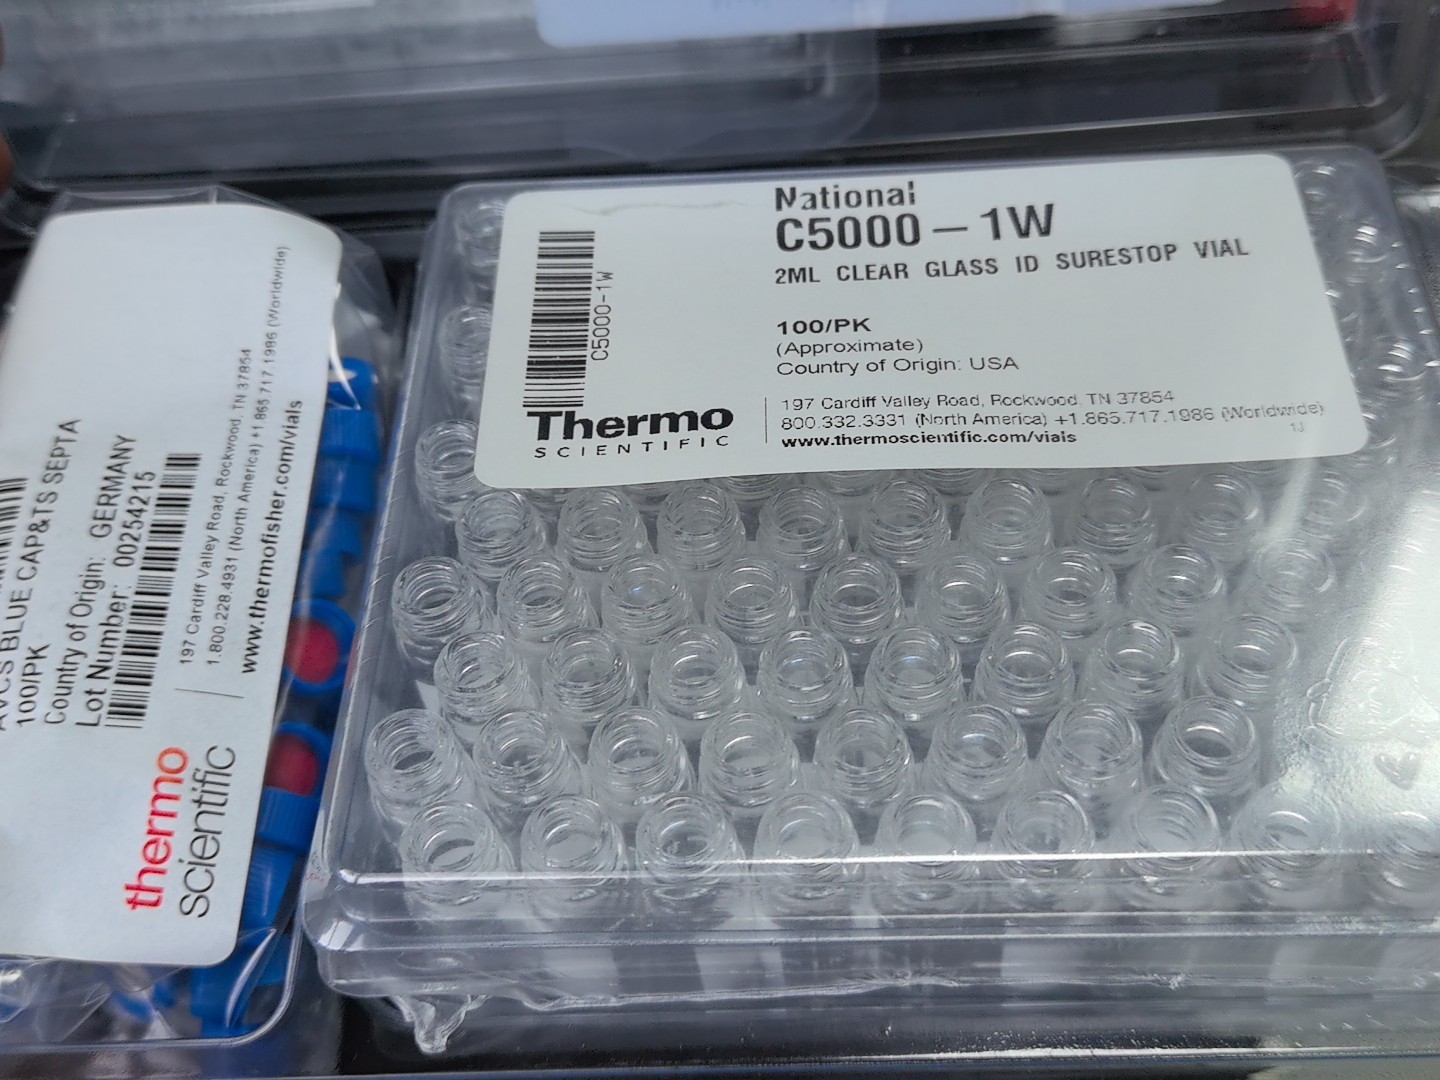 National
C5000-1W
2ML CLEAR GLASS ID SURESTOP VIAL
100/PK
(Approximate)
Country of Origin: USA
C5000-1W
Thermo
SCIENTIFIC
197 Cardiff Valley Road, Rockwood, TN 37854
800.332.3331 (North America) +1.865.717.1986 (Worldwide)
www.thermoscientific.com/vials
BLUE CAP&TS SEPTA
100/PK
Country of Origin: GERMANY
Lot Number: 00254215
197 Cardiff Valley Road, Rockwood, TN 37854
1.800.228.4931 (North America) +1 865 717 1986 (Worldwide)
www.thermofisher.com/vials
thermo
scientific